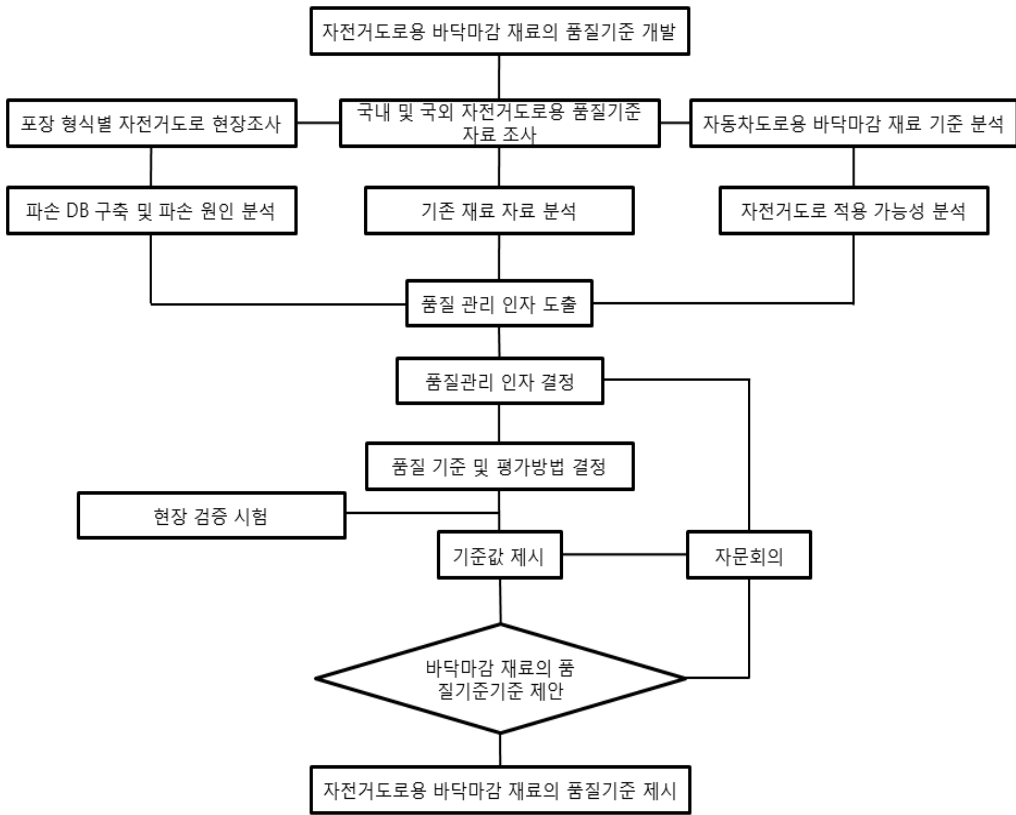 자전거도로용 바닥마감 재료의 품질기준 개발
포장 형식별 자전거도로 현장조사
국내 및 국외 자전거도로용 품질기준
자료 조사
자동차도로용 바닥마감 재료 기준 분석
파손 DB 구축 및 파손 원인 분석
기존 재료 자료 분석
자전거도로 적용 가능성 분석
품질 관리 인자 도출
품질관리 인자 결정
품질 기준 및 평가방법 결정
현장 검증 시험
기준값 제시
자문회의
바닥마감 재료의 품
질기준기준 제안
자전거도로용 바닥마감 재료의 품질기준 제시